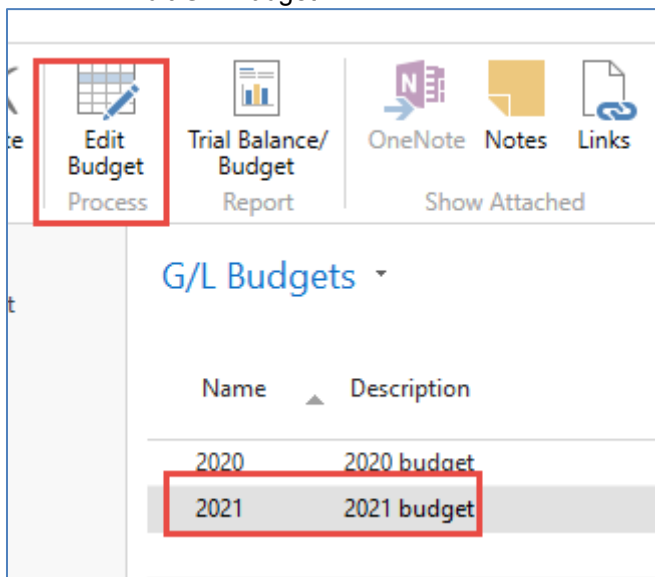 Edit Budget
Trial Balance/ Budget
OneNote
Notes
Links
Process
Report
Show Attached
G/L Budgets
Name
Description
2020 2020 budget
2021 2021 budget